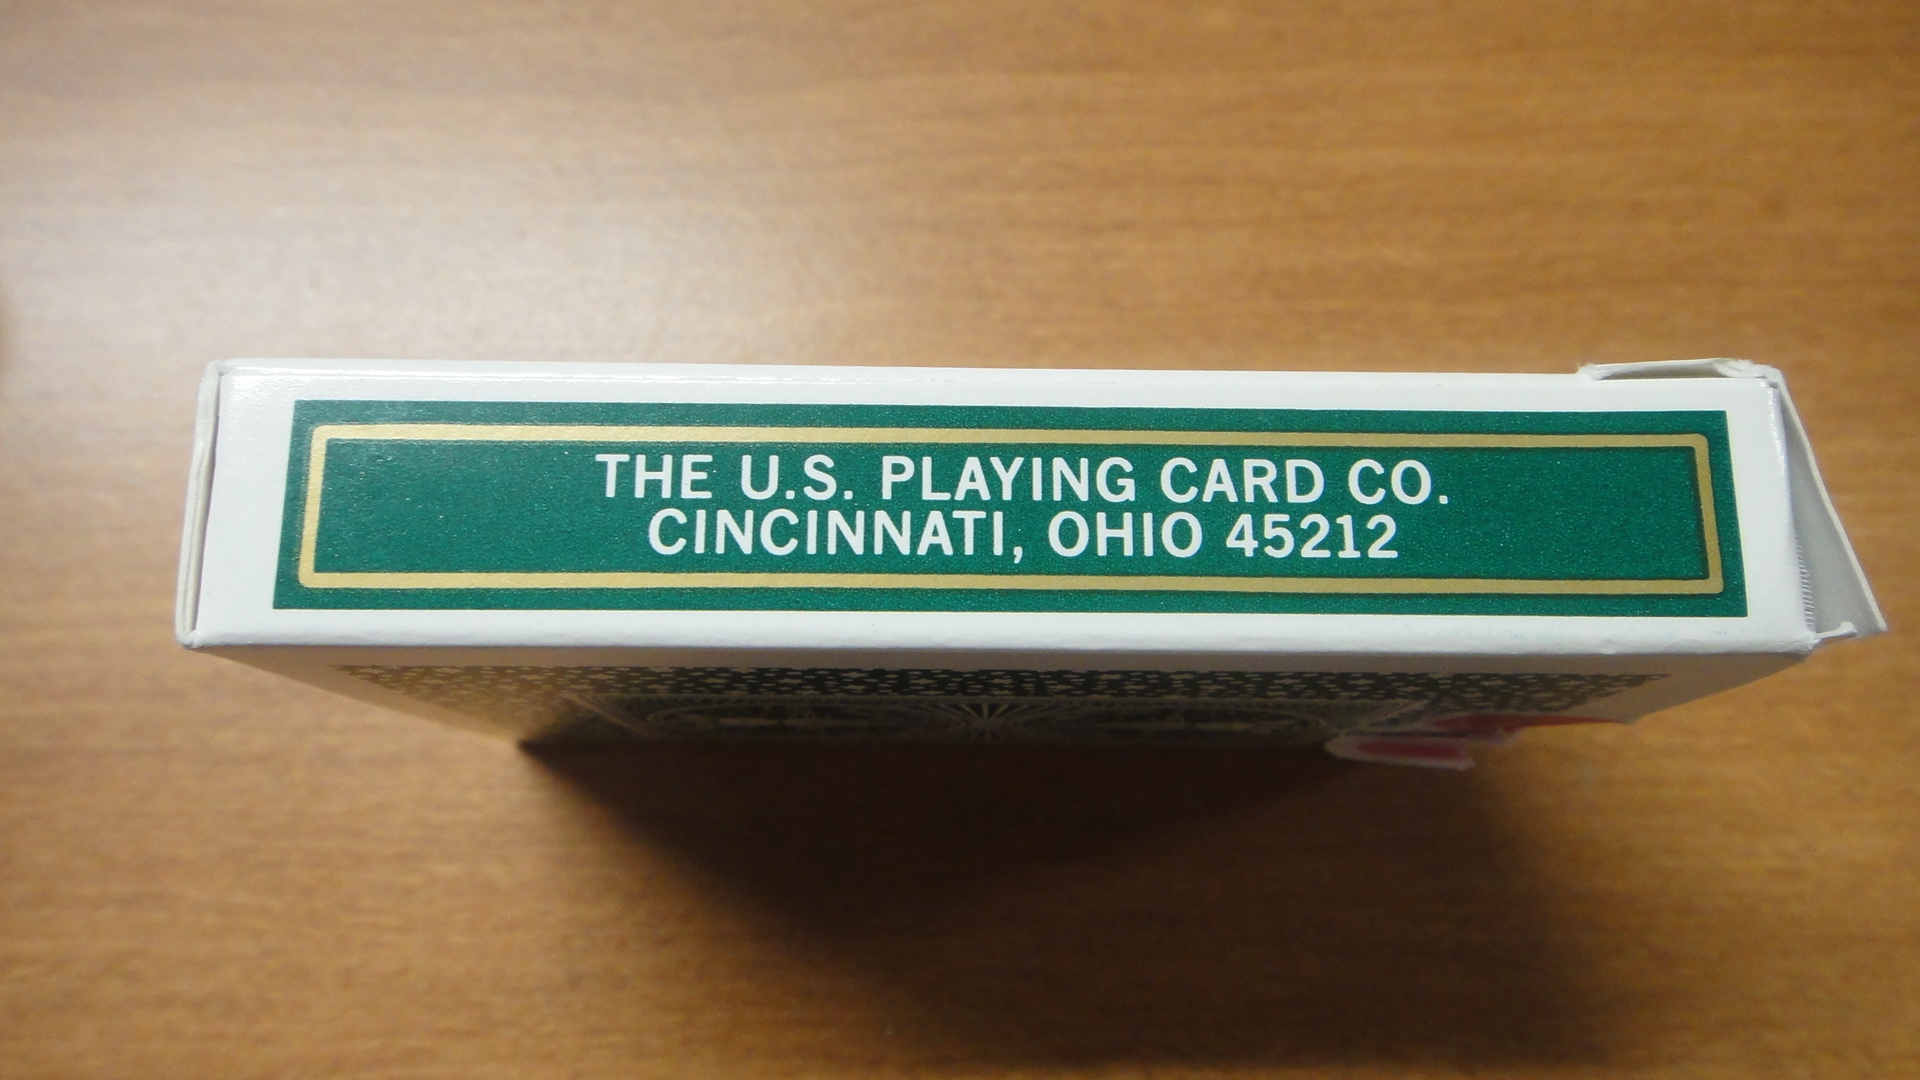 THE U.S. PLAYING CARD CO.
CINCINNATI, OHIO 45212